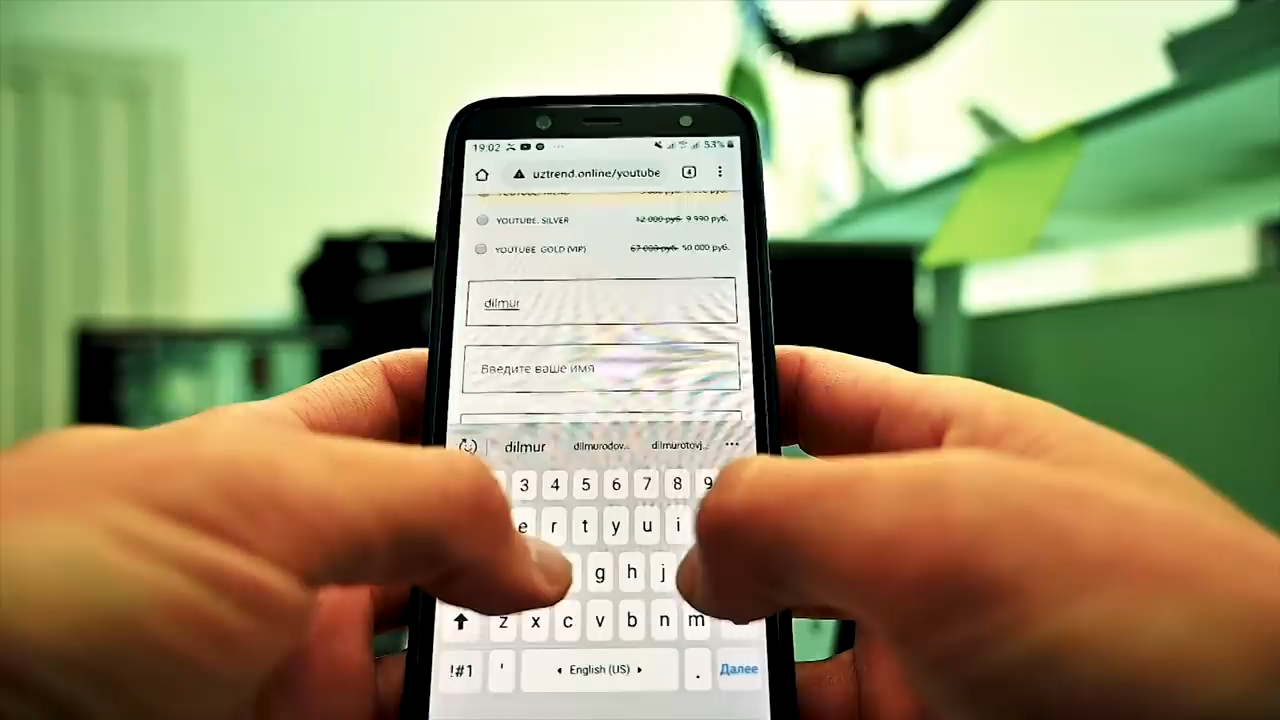 19:02 53%
uztrend.online/youtube
YOUTUBE. SILVER 12 000 руб. 9 990 руб.
YOUTUBE. GOLD (VIP) 67 000 руб. 50 000 руб.
dilmur
Введите ваше имя
dilmur dilmurodov... dilmurotovj... ...
3 4 5 6 7 8 9
e r t y u i
g h j
z x c v b n m
!#1 ' English (US) . Далее